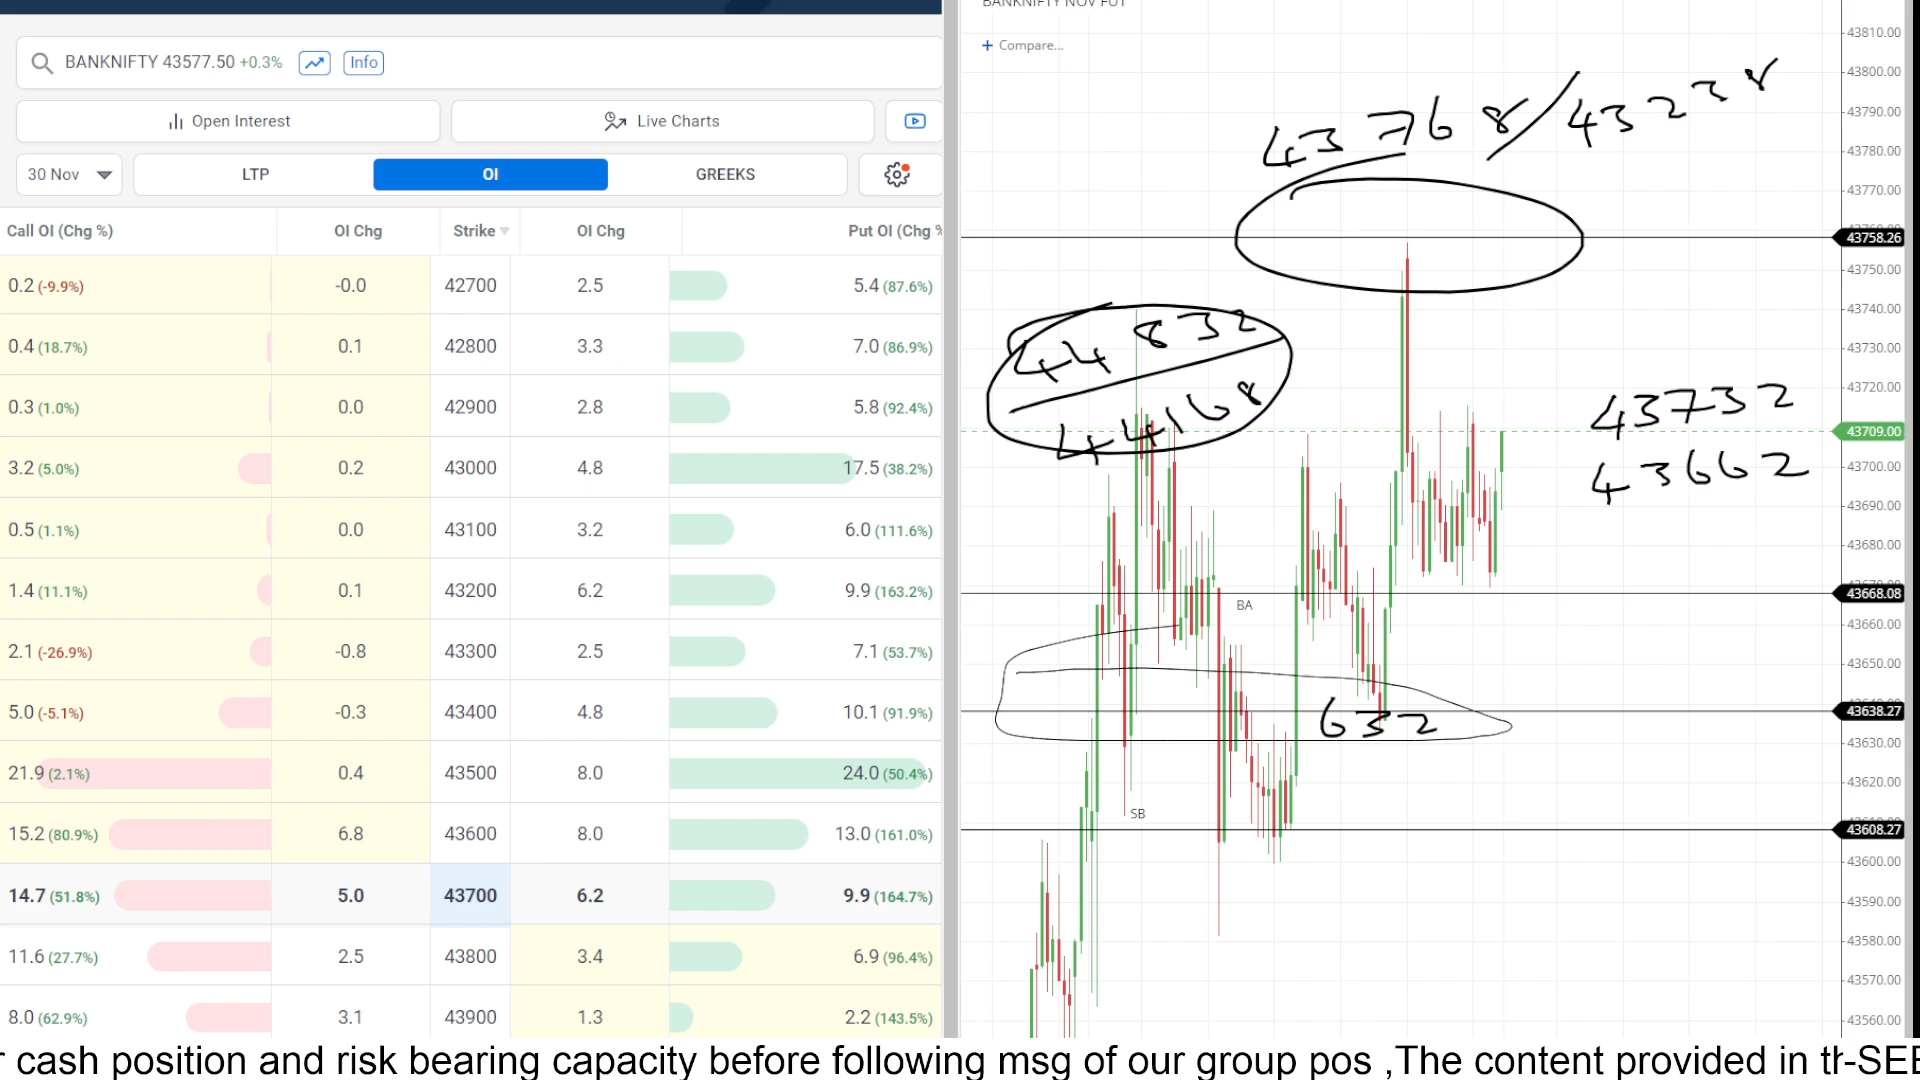 BANKNIFTY 43577.50 +0.3% Info
Open Interest Live Charts
30 Nov LTP OI GREEKS
Call OI (Chg %) OI Chg Strike OI Chg Put OI (Chg %
0.2 (-9.9%) -0.0 42700 2.5 5.4 (87.6%)
0.4 (18.7%) 0.1 42800 3.3 7.0 (86.9%)
0.3 (1.0%) 0.0 42900 2.8 5.8 (92.4%)
3.2 (5.0%) 0.2 43000 4.8 17.5 (38.2%)
0.5 (1.1%) 0.0 43100 3.2 6.0 (111.6%)
1.4 (11.1%) 0.1 43200 6.2 9.9 (163.2%)
2.1 (-26.9%) -0.8 43300 2.5 7.1 (53.7%)
5.0 (-5.1%) -0.3 43400 4.8 10.1 (91.9%)
21.9 (2.1%) 0.4 43500 8.0 24.0 (50.4%)
15.2 (80.9%) 6.8 43600 8.0 13.0 (161.0%)
14.7 (51.8%) 5.0 43700 6.2 9.9 (164.7%)
11.6 (27.7%) 2.5 43800 3.4 6.9 (96.4%)
8.0 (62.9%) 3.1 43900 1.3 2.2 (143.5%)
BANKNIFTY NOV FUT
+ Compare...
43768/43238
44832
44168
43732
43662
BA
632
SB
43810.00
43800.00
43790.00
43780.00
43770.00
43758.26
43750.00
43740.00
43730.00
43720.00
43709.00
43700.00
43690.00
43680.00
43668.08
43660.00
43650.00
43638.27
43630.00
43620.00
43608.27
43600.00
43590.00
43580.00
43570.00
43560.00
cash position and risk bearing capacity before following msg of our group pos ,The content provided in